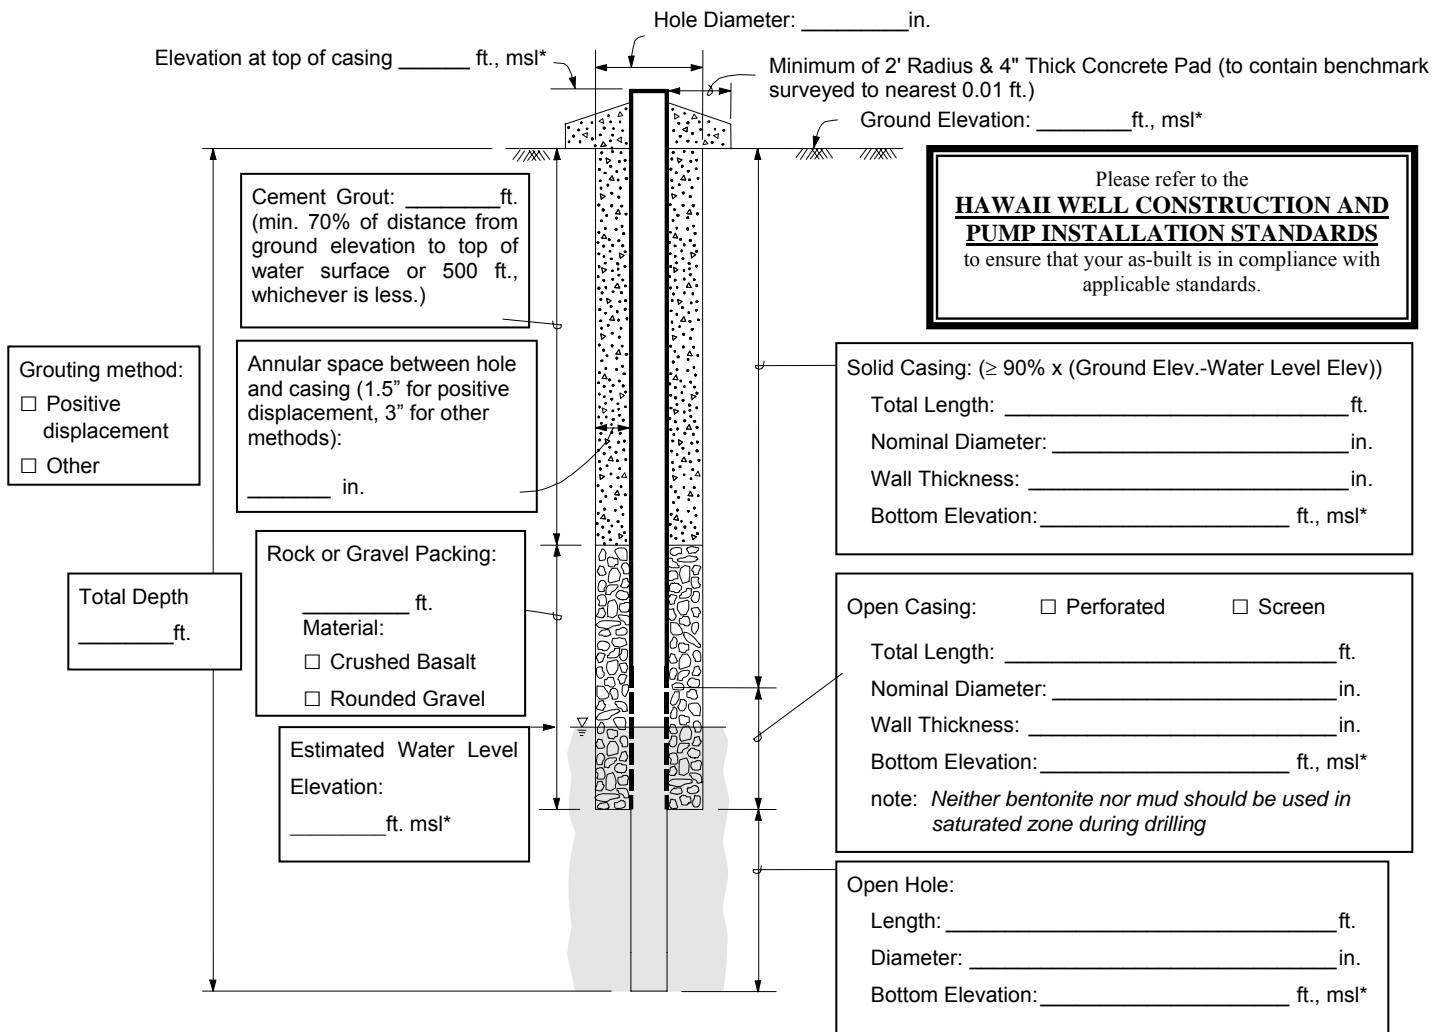 Hole Diameter: _________in.
Elevation at top of casing ______ ft., msl*
Minimum of 2' Radius & 4" Thick Concrete Pad (to contain benchmark
surveyed to nearest 0.01 ft.)
Ground Elevation: ________ft., msl*
Please refer to the
HAWAII WELL CONSTRUCTION AND
PUMP INSTALLATION STANDARDS
to ensure that your as-built is in compliance with
applicable standards.
Cement Grout: ________ft.
(min. 70% of distance from
ground elevation to top of
water surface or 500 ft.,
whichever is less.)
Grouting method:
☐ Positive
displacement
☐ Other
Annular space between hole
and casing (1.5” for positive
displacement, 3” for other
methods):
_______ in.
Solid Casing: (≥ 90% x (Ground Elev.-Water Level Elev))
Total Length: _____________________________ft.
Nominal Diameter: _________________________in.
Wall Thickness: ___________________________in.
Bottom Elevation:_____________________ ft., msl*
Rock or Gravel Packing:
_________ ft.
Material:
☐ Crushed Basalt
☐ Rounded Gravel
Total Depth
________ft.
Open Casing: ☐ Perforated ☐ Screen
Total Length: ____________________________ft.
Nominal Diameter: ________________________in.
Wall Thickness: __________________________in.
Bottom Elevation:_____________________ ft., msl*
note: Neither bentonite nor mud should be used in
saturated zone during drilling
Estimated Water Level
Elevation:
________ft. msl*
Open Hole:
Length: _________________________________ft.
Diameter: _______________________________in.
Bottom Elevation:_____________________ ft., msl*